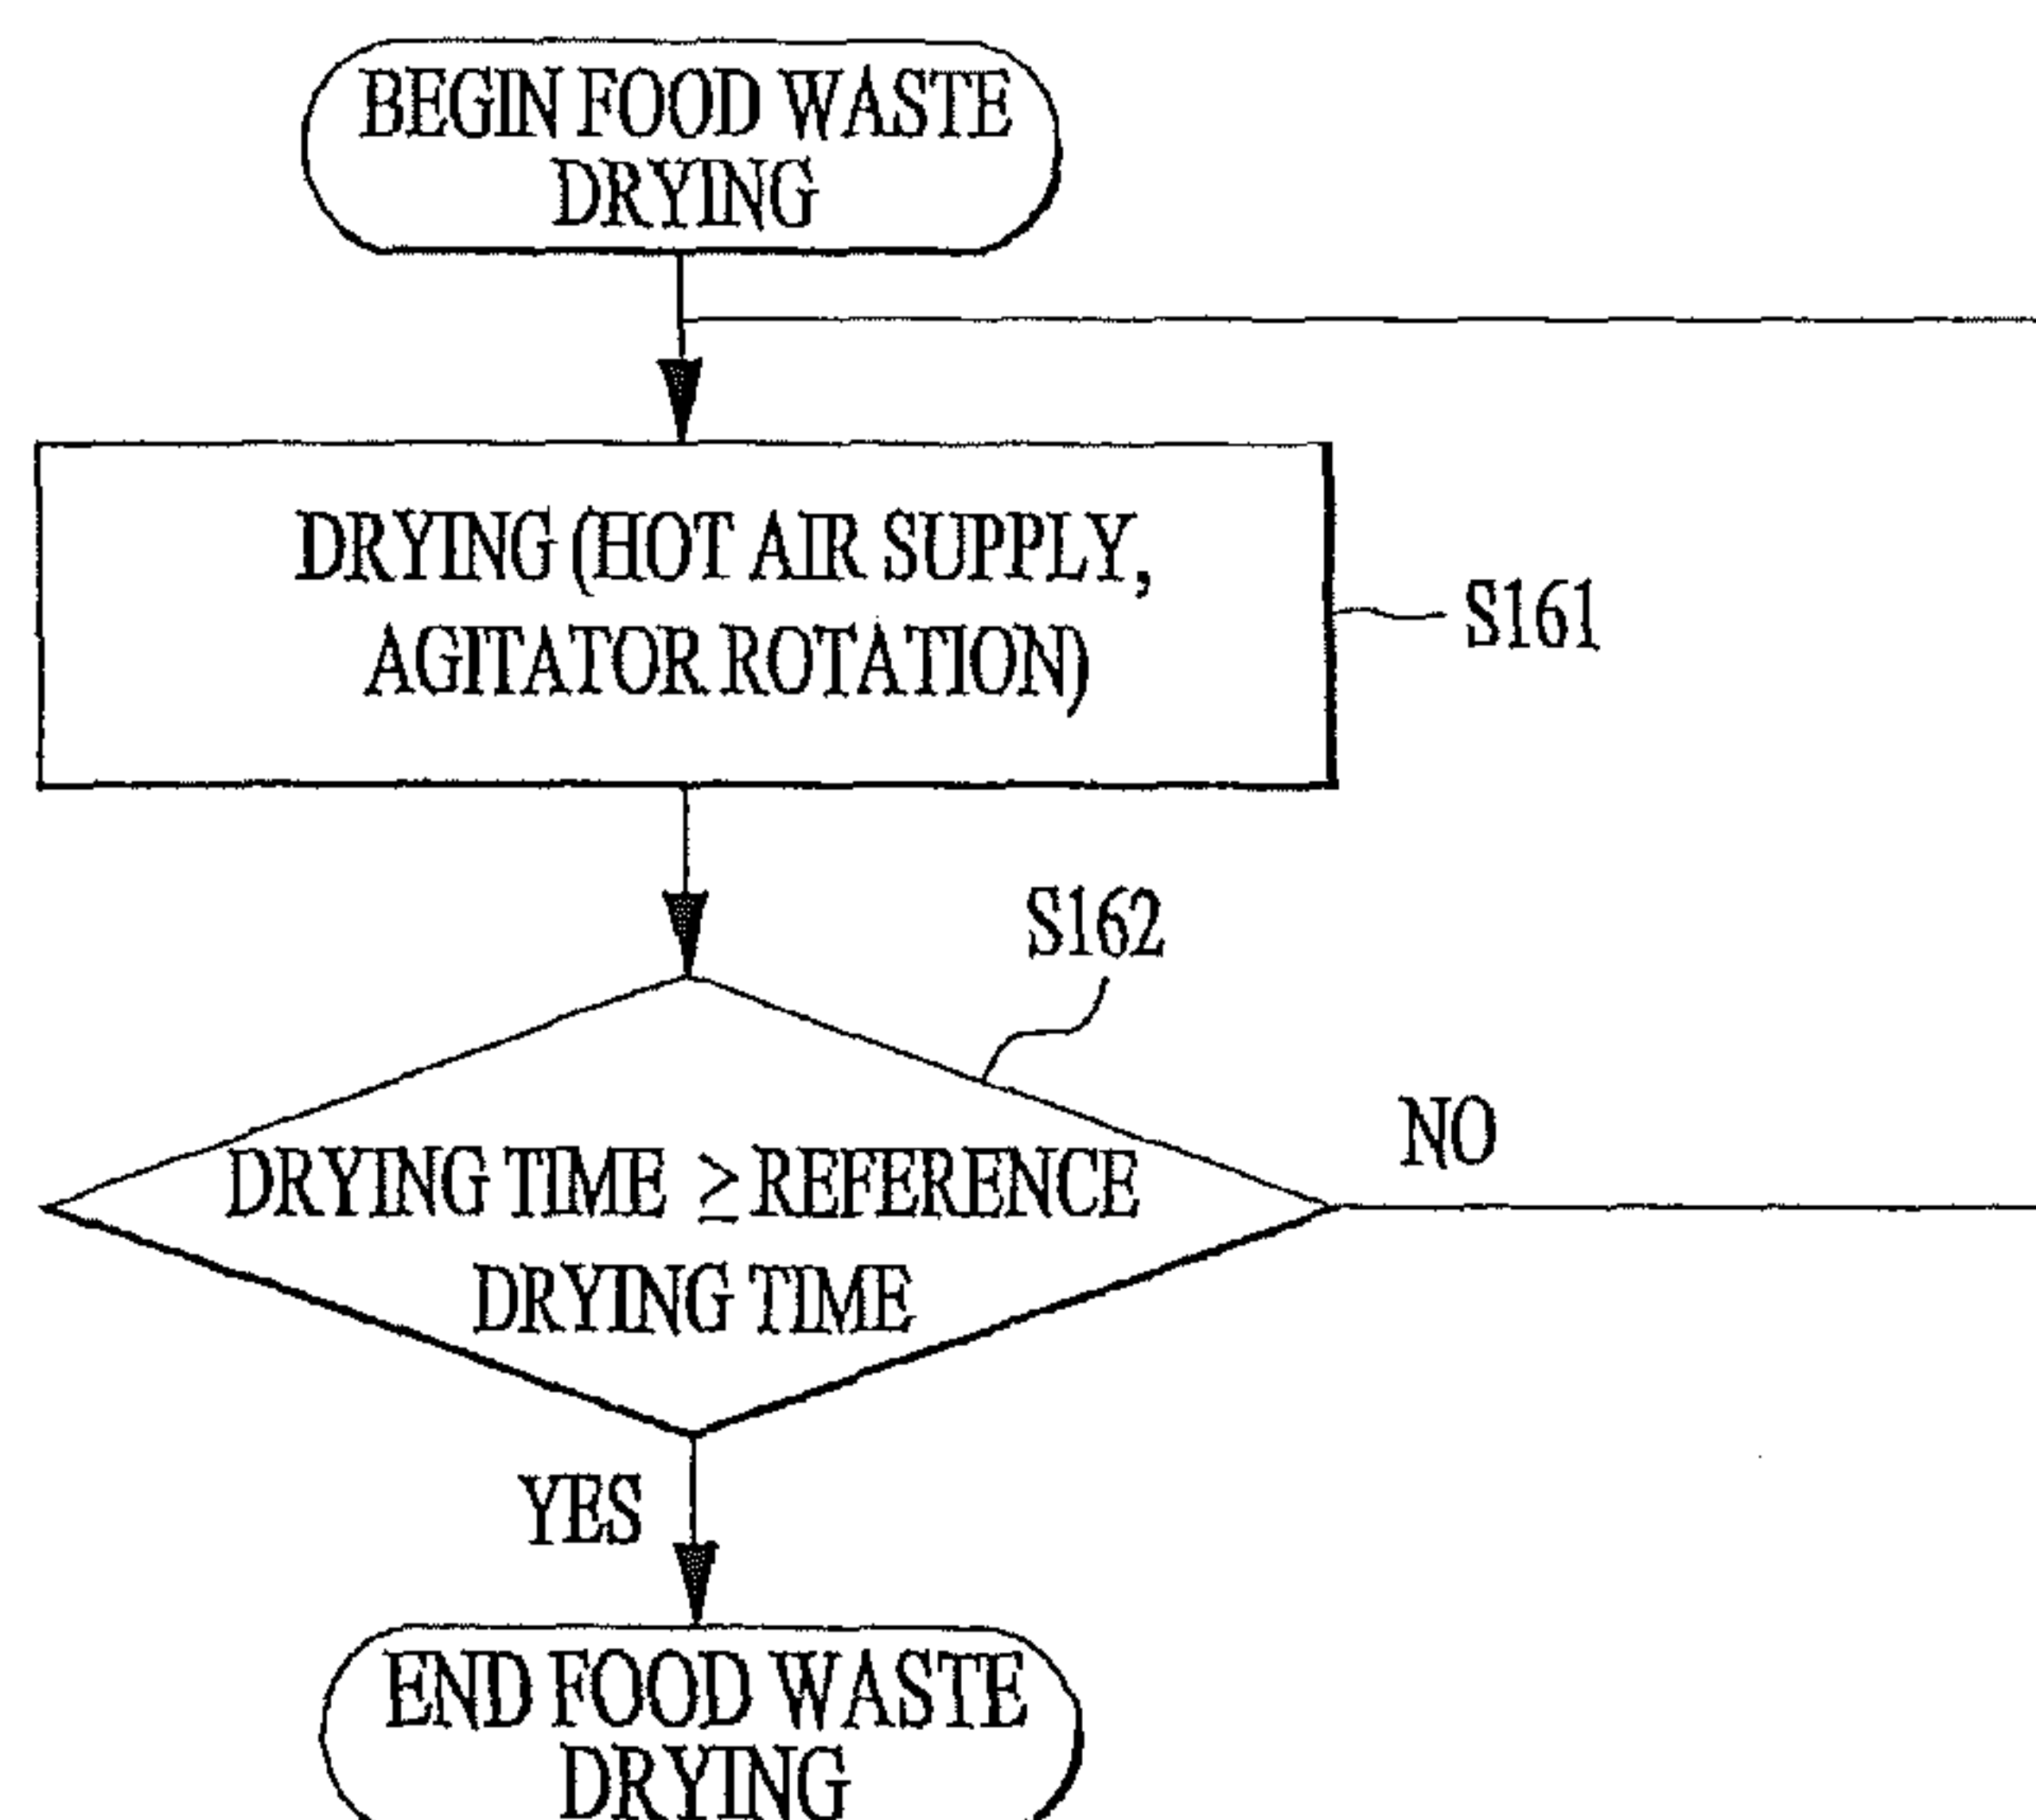 BEGIN FOOD WASTE
DRYING
DRYING (HOT AIR SUPPLY,
AGITATOR ROTATION)
S161
S162
DRYING TIME ≥ REFERENCE
DRYING TIME
NO
YES
END FOOD WASTE
DRYING